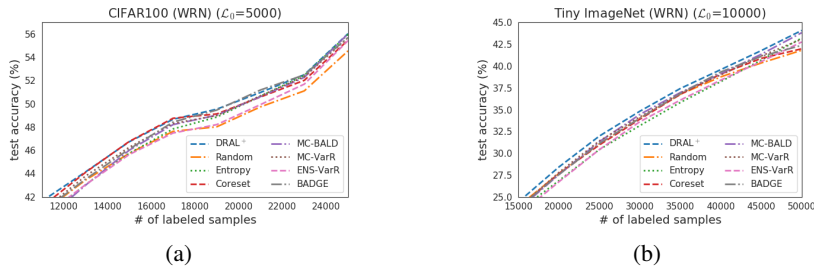 CIFAR100 (WRN) (ℒ₀=5000)
test accuracy (%)
56
54
52
50
48
46
44
42
DRAL⁺
Random
Entropy
Coreset
MC-BALD
MC-VarR
ENS-VarR
BADGE
12000 14000 16000 18000 20000 22000 24000
# of labeled samples
(a)
Tiny ImageNet (WRN) (ℒ₀=10000)
test accuracy (%)
45.0
42.5
40.0
37.5
35.0
32.5
30.0
27.5
25.0
DRAL⁺
Random
Entropy
Coreset
MC-BALD
MC-VarR
ENS-VarR
BADGE
15000 20000 25000 30000 35000 40000 45000 50000
# of labeled samples
(b)